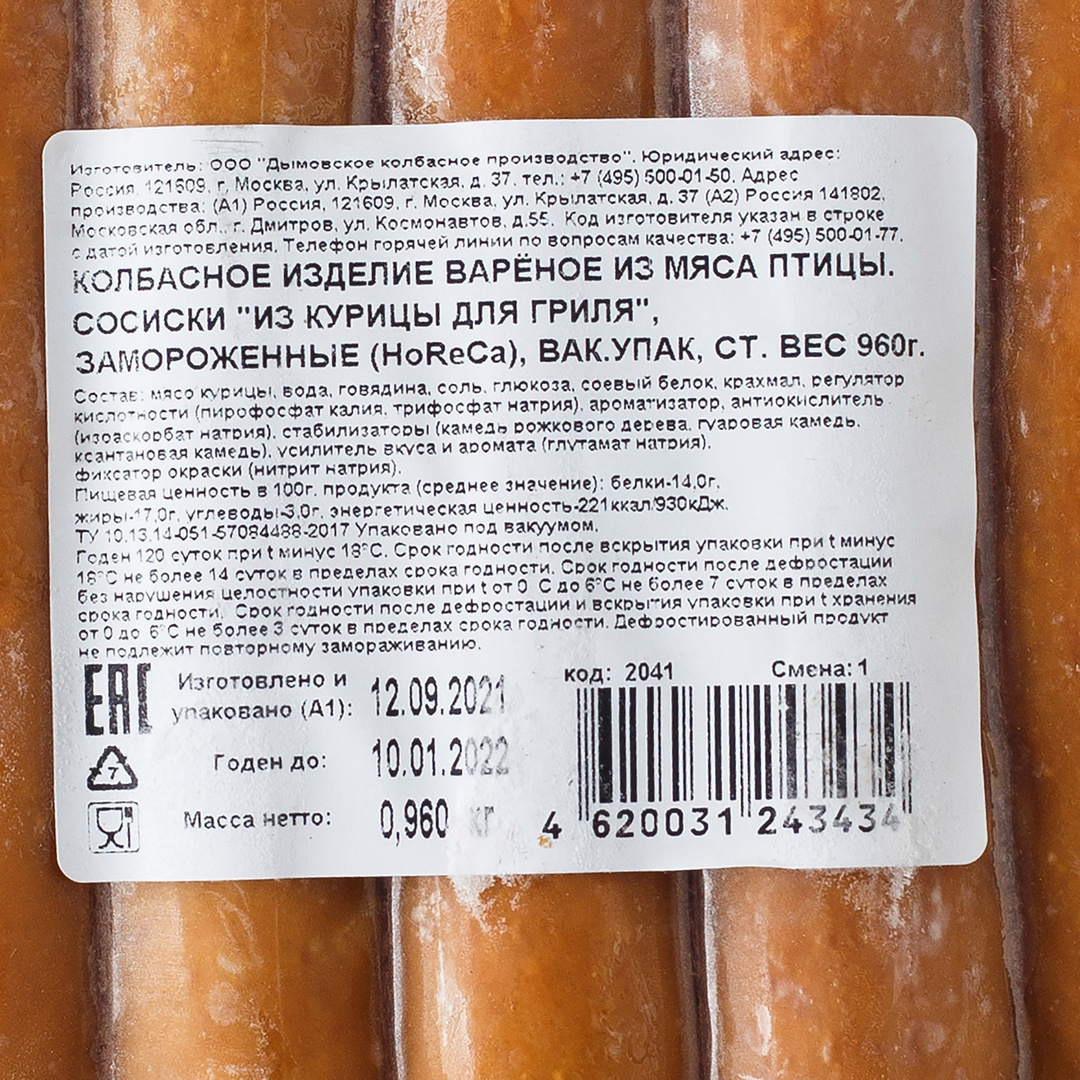 Изготовитель: ООО "Дымовское колбасное производство". Юридический адрес:
Россия, 121609, г. Москва, ул. Крылатская, д. 37, тел.: +7 (495) 500-01-50. Адрес
производства: (А1) Россия, 121609, г. Москва, ул. Крылатская, д. 37 (А2) Россия 141802,
Московская обл., г. Дмитров, ул. Космонавтов, д.55. Код изготовителя указан в строке
с датой изготовления. Телефон горячей линии по вопросам качества: +7 (495) 500-01-77.
КОЛБАСНОЕ ИЗДЕЛИЕ ВАРЁНОЕ ИЗ МЯСА ПТИЦЫ.
СОСИСКИ "ИЗ КУРИЦЫ ДЛЯ ГРИЛЯ",
ЗАМОРОЖЕННЫЕ (HoReCa), ВАК.УПАК, СТ. ВЕС 960г.
Состав: мясо курицы, вода, говядина, соль, глюкоза, соевый белок, крахмал, регулятор
кислотности (пирофосфат калия, трифосфат натрия), ароматизатор, антиокислитель
(изоаскорбат натрия), стабилизаторы (камедь рожкового дерева, гуаровая камедь,
ксантановая камедь), усилитель вкуса и аромата (глутамат натрия),
фиксатор окраски (нитрит натрия).
Пищевая ценность в 100г. продукта (среднее значение): белки-14,0г,
жиры-17,0г, углеводы-3,0г, энергетическая ценность-221ккал/930кДж.
ТУ 10.13.14-051-57084488-2017 Упаковано под вакуумом.
Годен 120 суток при t минус 18°С. Срок годности после вскрытия упаковки при t минус
18°С не более 14 суток в пределах срока годности. Срок годности после дефростации
без нарушения целостности упаковки при t от 0 С до 6°С не более 7 суток в пределах
срока годности. Срок годности после дефростации и вскрытия упаковки при t хранения
от 0 до 6°С не более 3 суток в пределах срока годности. Дефростированный продукт
не подлежит повторному замораживанию.
код: 2041 Смена: 1
ЕАС Изготовлено и
упаковано (А1): 12.09.2021
7 Годен до: 10.01.2022
Масса нетто: 0,960 кг
4 620031 243434